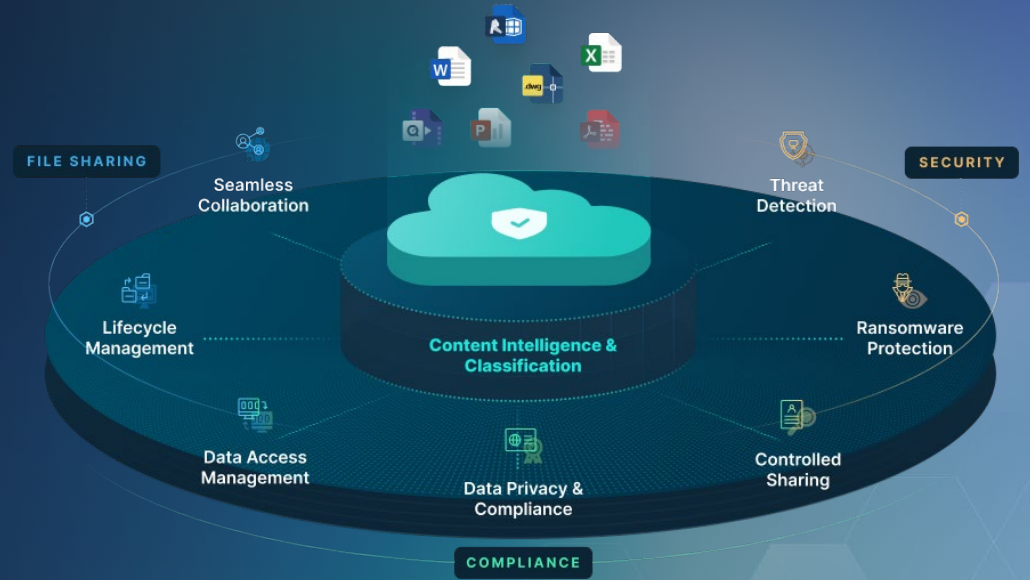 W
X
.dwg
P
FILE SHARING
SECURITY
Seamless
Collaboration
Threat
Detection
Lifecycle
Management
Content Intelligence &
Classification
Ransomware
Protection
Data Access
Management
Data Privacy &
Compliance
Controlled
Sharing
COMPLIANCE